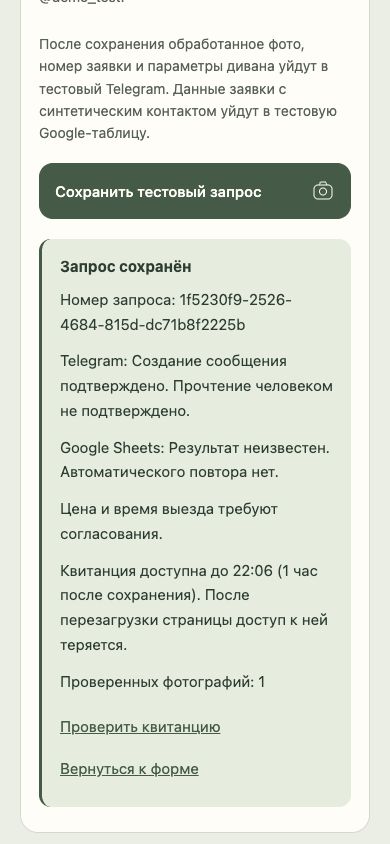 После сохранения обработанное фото,
номер заявки и параметры дивана уйдут в
тестовый Telegram. Данные заявки с
синтетическим контактом уйдут в тестовую
Google-таблицу.
Сохранить тестовый запрос
Запрос сохранён
Номер запроса: 1f5230f9-2526-
4684-815d-dc71b8f2225b
Telegram: Создание сообщения
подтверждено. Прочтение человеком
не подтверждено.
Google Sheets: Результат неизвестен.
Автоматического повтора нет.
Цена и время выезда требуют
согласования.
Квитанция доступна до 22:06 (1 час
после сохранения). После
перезагрузки страницы доступ к ней
теряется.
Проверенных фотографий: 1
Проверить квитанцию
Вернуться к форме